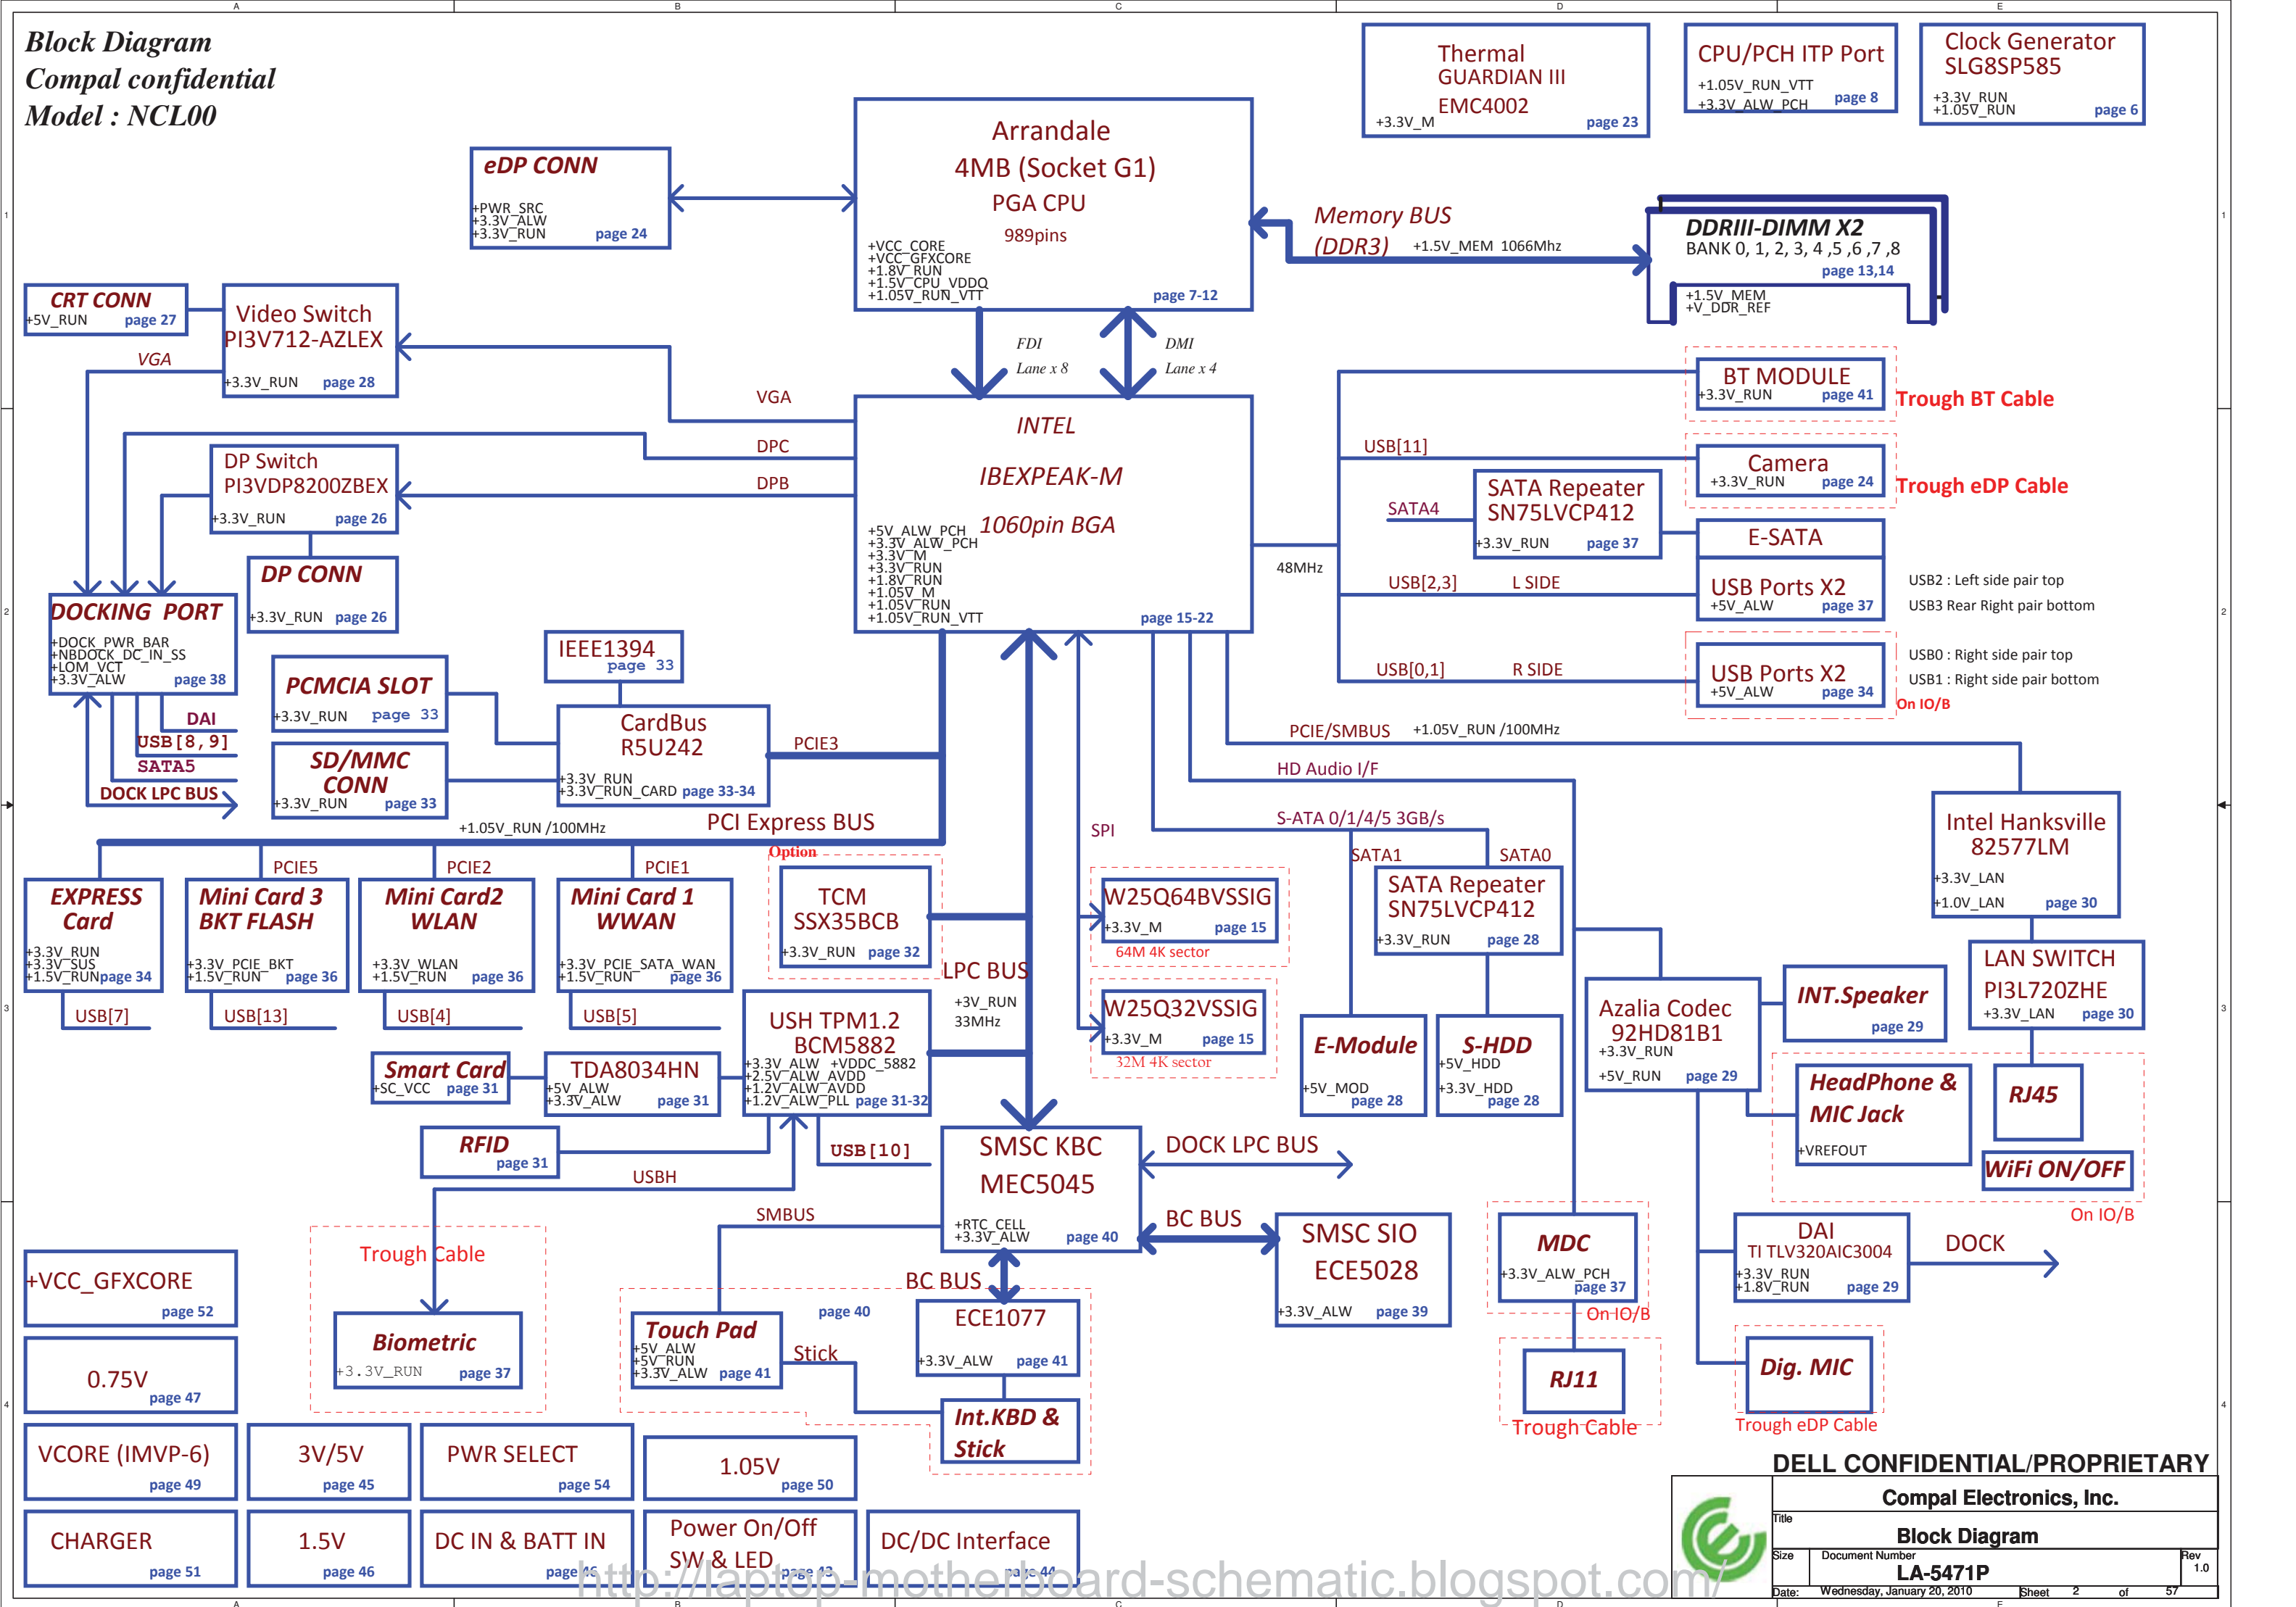 Block Diagram
Compal confidential
Model : NCL00
Thermal
GUARDIAN III
EMC4002
+3.3V_M
page 23
CPU/PCH ITP Port
+1.05V_RUN_VTT
+3.3V_ALW_PCH
page 8
Clock Generator
SLG8SP585
+3.3V_RUN
+1.05V_RUN
page 6
Arrandale
4MB (Socket G1)
PGA CPU
989pins
+VCC_CORE
+VCC_GFXCORE
+1.8V_RUN
+1.5V_CPU_VDDQ
+1.05V_RUN_VTT
page 7-12
eDP CONN
+PWR_SRC
+3.3V_ALW
+3.3V_RUN
page 24
Memory BUS
(DDR3)
+1.5V_MEM 1066Mhz
DDRIII-DIMM X2
BANK 0, 1, 2, 3, 4 ,5 ,6 ,7 ,8
page 13,14
+1.5V_MEM
+V_DDR_REF
CRT CONN
+5V_RUN
page 27
Video Switch
PI3V712-AZLEX
+3.3V_RUN
page 28
VGA
FDI
Lane x 8
DMI
Lane x 4
VGA
DPC
DPB
INTEL
IBEXPEAK-M
1060pin BGA
+5V_ALW_PCH
+3.3V_ALW_PCH
+3.3V_M
+3.3V_RUN
+1.8V_RUN
+1.05V_M
+1.05V_RUN
+1.05V_RUN_VTT
page 15-22
BT MODULE
+3.3V_RUN
page 41
Trough BT Cable
USB[11]
Camera
+3.3V_RUN
page 24
Trough eDP Cable
SATA4
SATA Repeater
SN75LVCP412
+3.3V_RUN
page 37
E-SATA
48MHz
USB[2,3]
L SIDE
USB Ports X2
+5V_ALW
page 37
USB2 : Left side pair top
USB3 Rear Right pair bottom
USB[0,1]
R SIDE
USB Ports X2
+5V_ALW
page 34
USB0 : Right side pair top
USB1 : Right side pair bottom
On IO/B
DP Switch
PI3VDP8200ZBEX
+3.3V_RUN
page 26
DP CONN
+3.3V_RUN
page 26
DOCKING PORT
+DOCK_PWR_BAR
+NBDOCK_DC_IN_SS
+LOM_VCT
+3.3V_ALW
page 38
DAI
USB[8,9]
SATA5
DOCK LPC BUS
IEEE1394
page 33
PCMCIA SLOT
+3.3V_RUN
page 33
SD/MMC
CONN
+3.3V_RUN
page 33
CardBus
R5U242
+3.3V_RUN
+3.3V_RUN_CARD
page 33-34
PCIE3
+1.05V_RUN /100MHz
PCI Express BUS
PCIE/SMBUS
+1.05V_RUN /100MHz
HD Audio I/F
S-ATA 0/1/4/5 3GB/s
SATA1
SATA0
SPI
PCIE5
PCIE2
PCIE1
EXPRESS
Card
+3.3V_RUN
+3.3V_SUS
+1.5V_RUN
page 34
USB[7]
Mini Card 3
BKT FLASH
+3.3V_PCIE_BKT
+1.5V_RUN
page 36
USB[13]
Mini Card2
WLAN
+3.3V_WLAN
+1.5V_RUN
page 36
USB[4]
Mini Card 1
WWAN
+3.3V_PCIE_SATA_WAN
+1.5V_RUN
page 36
USB[5]
Option
TCM
SSX35BCB
+3.3V_RUN
page 32
LPC BUS
+3V_RUN
33MHz
W25Q64BVSSIG
+3.3V_M
page 15
64M 4K sector
W25Q32VSSIG
+3.3V_M
page 15
32M 4K sector
SATA Repeater
SN75LVCP412
+3.3V_RUN
page 28
E-Module
+5V_MOD
page 28
S-HDD
+5V_HDD
+3.3V_HDD
page 28
Intel Hanksville
82577LM
+3.3V_LAN
+1.0V_LAN
page 30
LAN SWITCH
PI3L720ZHE
+3.3V_LAN
page 30
Azalia Codec
92HD81B1
+3.3V_RUN
+5V_RUN
page 29
INT.Speaker
page 29
HeadPhone &
MIC Jack
+VREFOUT
RJ45
WiFi ON/OFF
On IO/B
USH TPM1.2
BCM5882
+3.3V_ALW +VDDC_5882
+2.5V_ALW_AVDD
+1.2V_ALW_AVDD
+1.2V_ALW_PLL
page 31-32
Smart Card
+SC_VCC
page 31
TDA8034HN
+5V_ALW
+3.3V_ALW
page 31
RFID
page 31
USB[10]
USBH
SMSC KBC
MEC5045
+RTC_CELL
+3.3V_ALW
page 40
DOCK LPC BUS
BC BUS
SMSC SIO
ECE5028
+3.3V_ALW
page 39
SMBUS
Trough Cable
Biometric
+3.3V_RUN
page 37
BC BUS
page 40
Touch Pad
+5V_ALW
+5V_RUN
+3.3V_ALW
page 41
Stick
ECE1077
+3.3V_ALW
page 41
Int.KBD &
Stick
MDC
+3.3V_ALW_PCH
page 37
On IO/B
RJ11
Trough Cable
DAI
TI TLV320AIC3004
+3.3V_RUN
+1.8V_RUN
page 29
DOCK
Dig. MIC
Trough eDP Cable
+VCC_GFXCORE
page 52
0.75V
page 47
VCORE (IMVP-6)
page 49
3V/5V
page 45
PWR SELECT
page 54
1.05V
page 50
CHARGER
page 51
1.5V
page 46
DC IN & BATT IN
Power On/Off
SW & LED
page 43
DC/DC Interface
page 44
http://laptop-motherboard-schematic.blogspot.com/
DELL CONFIDENTIAL/PROPRIETARY
Compal Electronics, Inc.
Title
Block Diagram
Size
Document Number
LA-5471P
Rev
1.0
Date:
Wednesday, January 20, 2010
Sheet 2 of 57